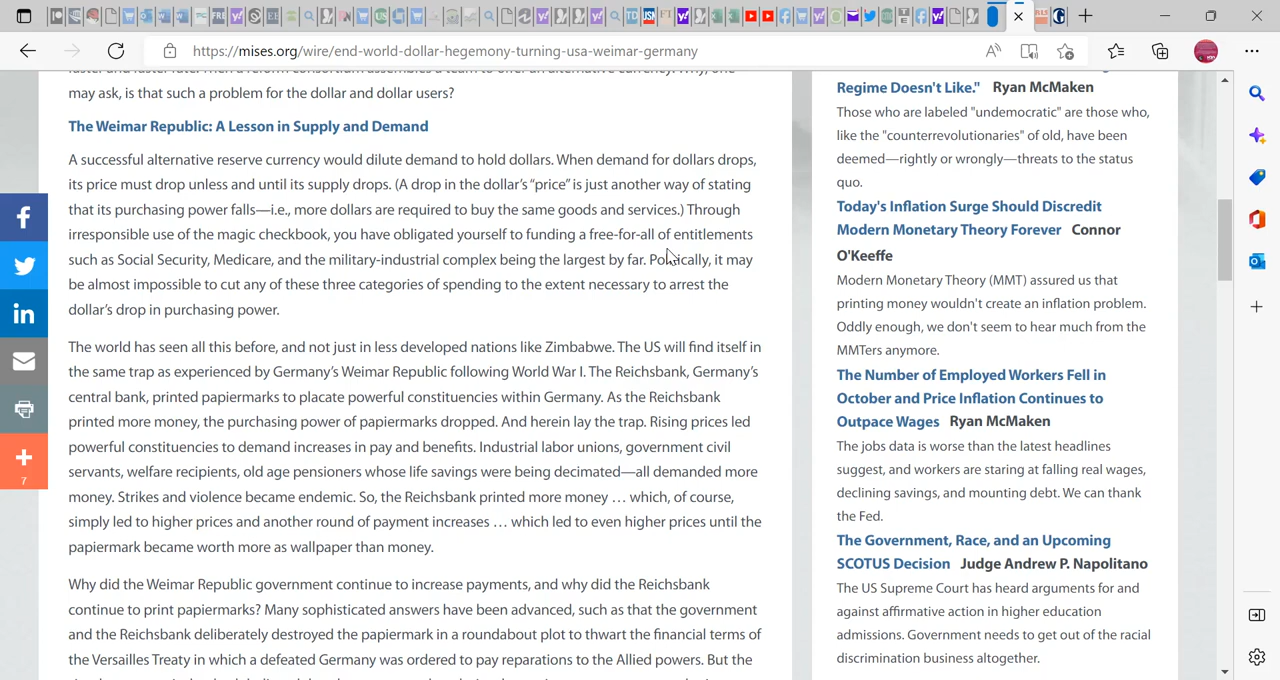 https://mises.org/wire/end-world-dollar-hegemony-turning-usa-weimar-germany
may ask, is that such a problem for the dollar and dollar users?
The Weimar Republic: A Lesson in Supply and Demand
A successful alternative reserve currency would dilute demand to hold dollars. When demand for dollars drops,
its price must drop unless and until its supply drops. (A drop in the dollar's “price” is just another way of stating
that its purchasing power falls—i.e., more dollars are required to buy the same goods and services.) Through
irresponsible use of the magic checkbook, you have obligated yourself to funding a free-for-all of entitlements
such as Social Security, Medicare, and the military-industrial complex being the largest by far. Politically, it may
be almost impossible to cut any of these three categories of spending to the extent necessary to arrest the
dollar’s drop in purchasing power.
The world has seen all this before, and not just in less developed nations like Zimbabwe. The US will find itself in
the same trap as experienced by Germany’s Weimar Republic following World War I. The Reichsbank, Germany’s
central bank, printed papiermarks to placate powerful constituencies within Germany. As the Reichsbank
printed more money, the purchasing power of papiermarks dropped. And herein lay the trap. Rising prices led
powerful constituencies to demand increases in pay and benefits. Industrial labor unions, government civil
servants, welfare recipients, old age pensioners whose life savings were being decimated—all demanded more
money. Strikes and violence became endemic. So, the Reichsbank printed more money … which, of course,
simply led to higher prices and another round of payment increases … which led to even higher prices until the
papiermark became worth more as wallpaper than money.
Why did the Weimar Republic government continue to increase payments, and why did the Reichsbank
continue to print papiermarks? Many sophisticated answers have been advanced, such as that the government
and the Reichsbank deliberately destroyed the papiermark in a roundabout plot to thwart the financial terms of
the Versailles Treaty in which a defeated Germany was ordered to pay reparations to the Allied powers. But the
Regime Doesn't Like." Ryan McMaken
Those who are labeled "undemocratic" are those who,
like the "counterrevolutionaries" of old, have been
deemed—rightly or wrongly—threats to the status
quo.
Today's Inflation Surge Should Discredit
Modern Monetary Theory Forever Connor
O'Keeffe
Modern Monetary Theory (MMT) assured us that
printing money wouldn't create an inflation problem.
Oddly enough, we don't seem to hear much from the
MMTers anymore.
The Number of Employed Workers Fell in
October and Price Inflation Continues to
Outpace Wages Ryan McMaken
The jobs data is worse than the latest headlines
suggest, and workers are staring at falling real wages,
declining savings, and mounting debt. We can thank
the Fed.
The Government, Race, and an Upcoming
SCOTUS Decision Judge Andrew P. Napolitano
The US Supreme Court has heard arguments for and
against affirmative action in higher education
admissions. Government needs to get out of the racial
discrimination business altogether.
7